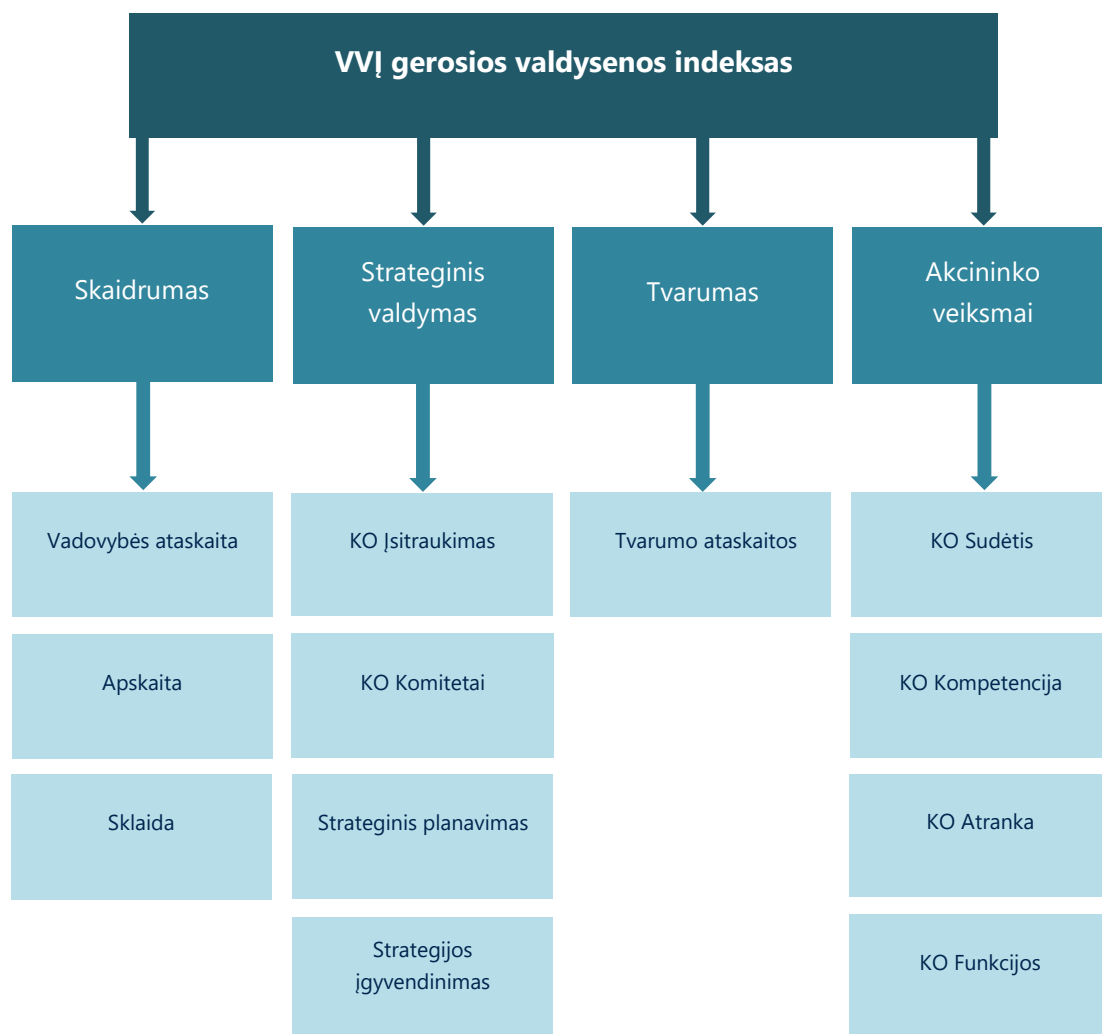 VVĮ gerosios valdysenos indeksas
Skaidrumas
Strateginis
valdymas
Tvarumas
Akcininko
veiksmai
Vadovybės ataskaita
KO Įsitraukimas
Tvarumo ataskaitos
KO Sudėtis
Apskaita
KO Komitetai
KO Kompetencija
Sklaida
Strateginis planavimas
KO Atranka
Strategijos
įgyvendinimas
KO Funkcijos